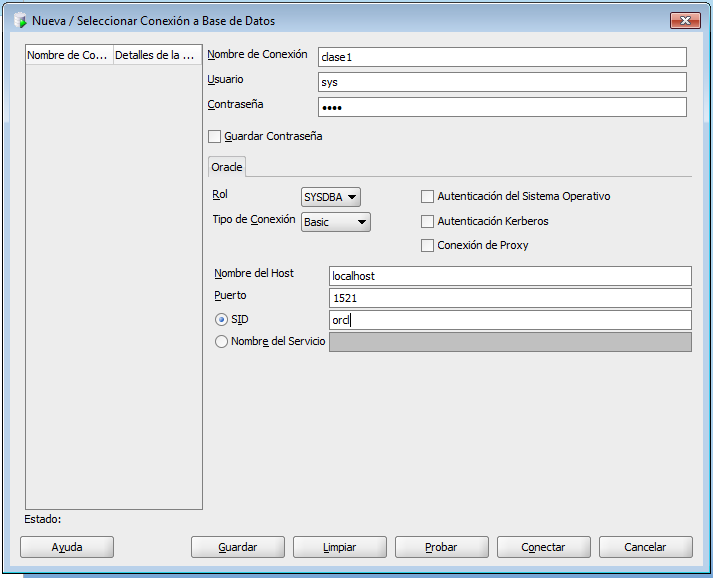 Nueva / Seleccionar Conexión a Base de Datos
Nombre de Co... Detalles de la ...
Nombre de Conexión clase1
Usuario sys
Contraseña ••••
Guardar Contraseña
Oracle
Rol SYSDBA Autenticación del Sistema Operativo
Tipo de Conexión Basic Autenticación Kerberos
Conexión de Proxy
Nombre del Host localhost
Puerto 1521
SID orcl
Nombre del Servicio
Estado:
Ayuda Guardar Limpiar Probar Conectar Cancelar